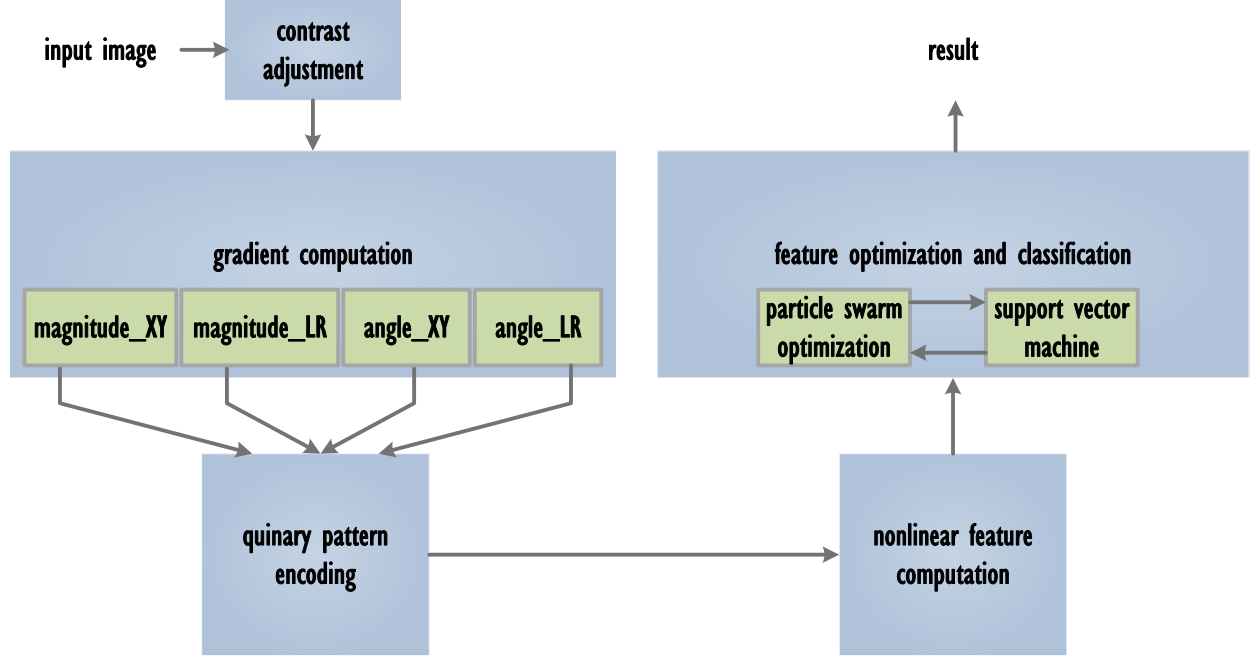 input image
contrast
adjustment
gradient computation
magnitude_XY
magnitude_LR
angle_XY
angle_LR
quinary pattern
encoding
nonlinear feature
computation
feature optimization and classification
particle swarm
optimization
support vector
machine
result